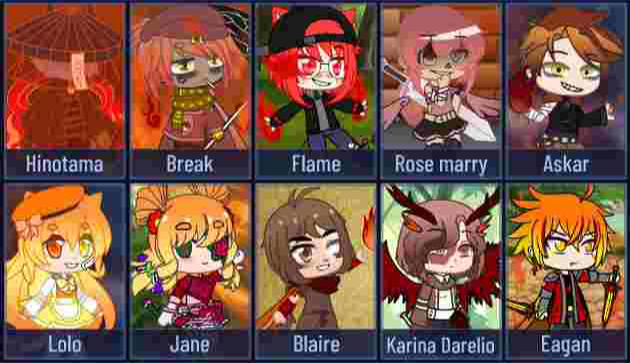 Hinotama
Break
Flame
Rose marry
Askar
Lolo
Jane
Blaire
Karina Darelio
Eagan